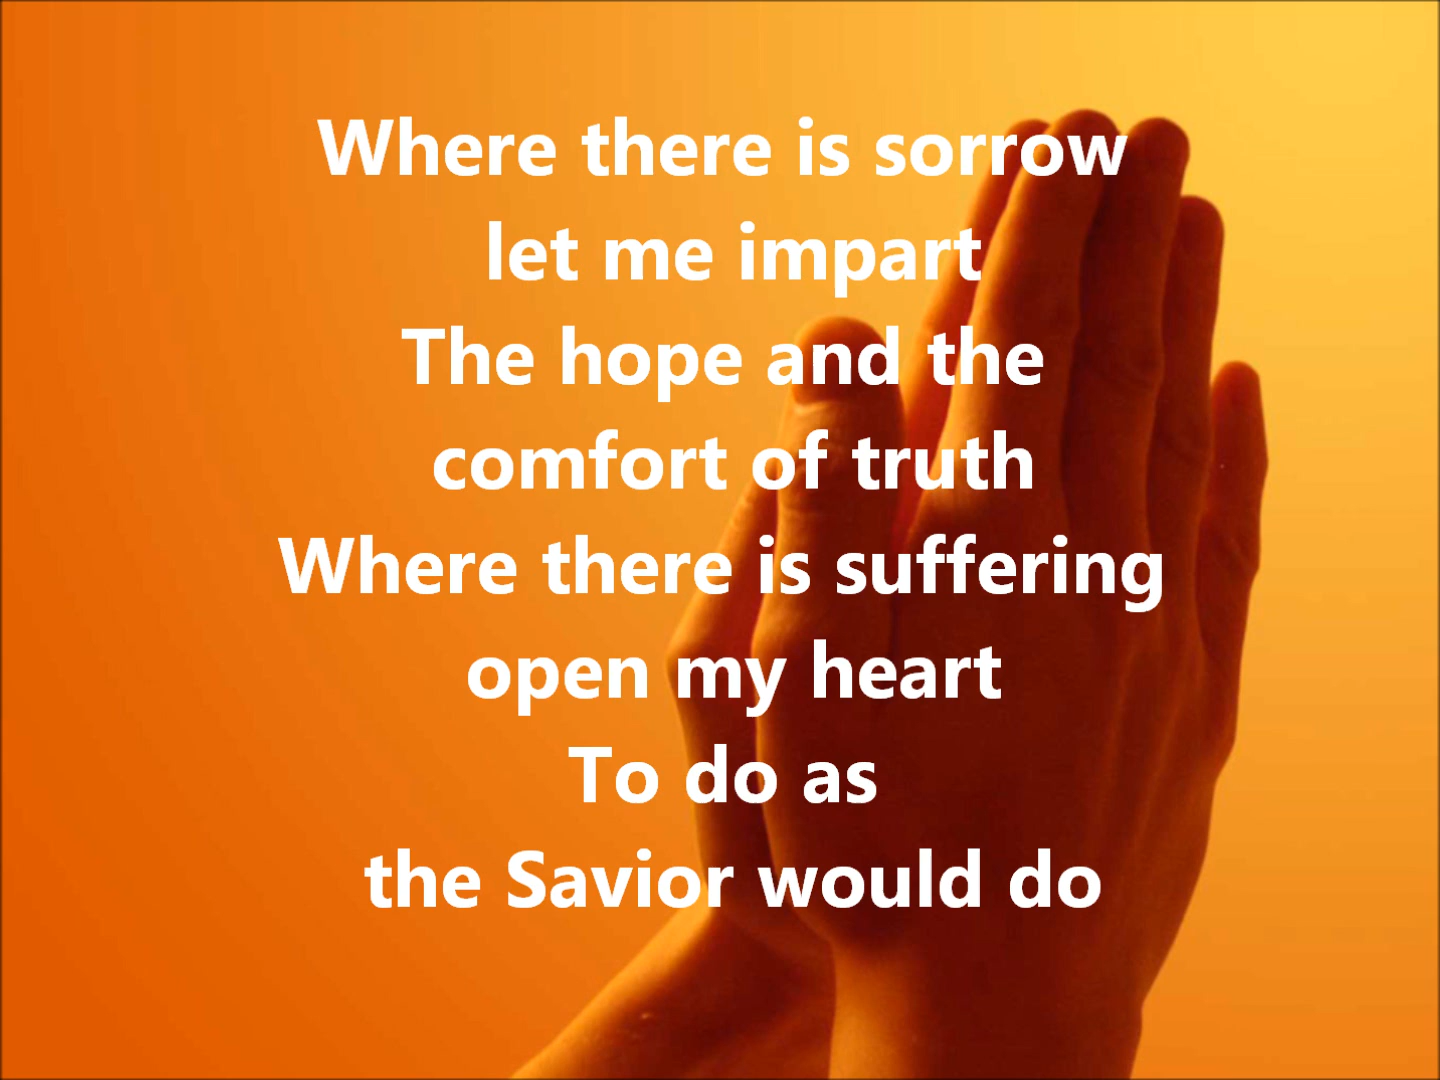 Where there is sorrow
let me impart
The hope and the
comfort of truth
Where there is suffering
open my heart
To do as
the Savior would do